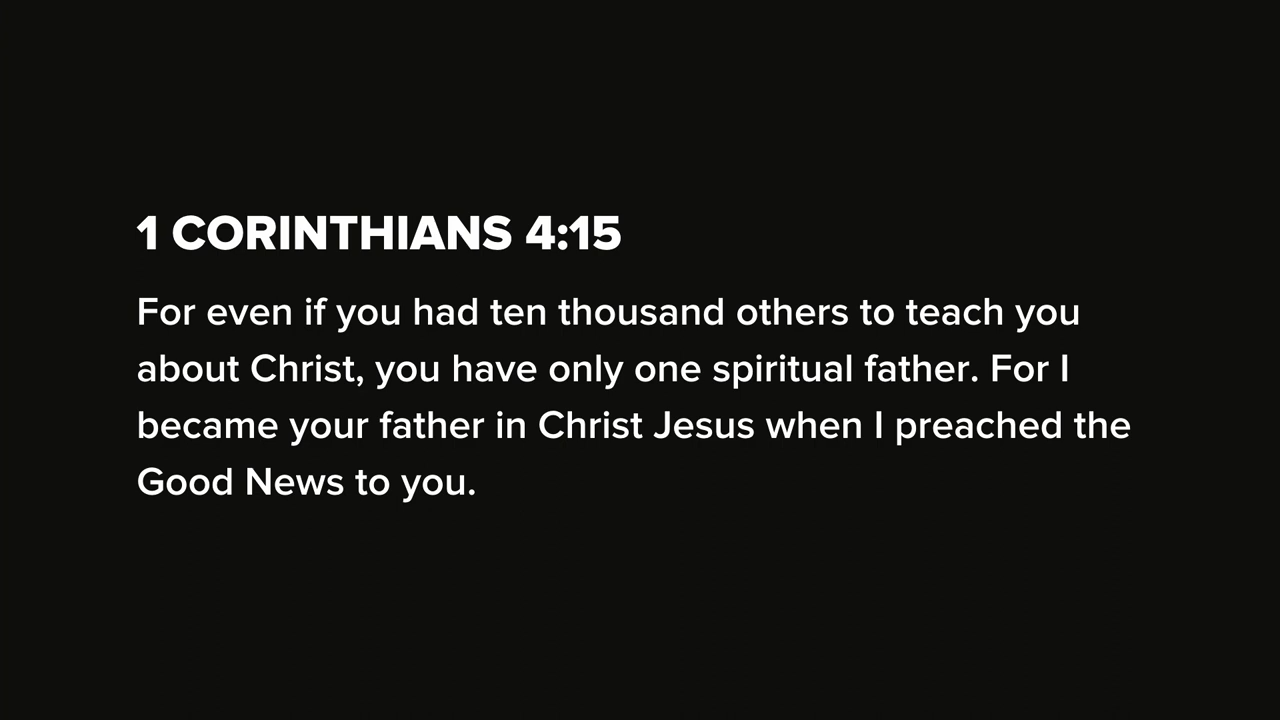 1 CORINTHIANS 4:15
For even if you had ten thousand others to teach you
about Christ, you have only one spiritual father. For I
became your father in Christ Jesus when I preached the
Good News to you.